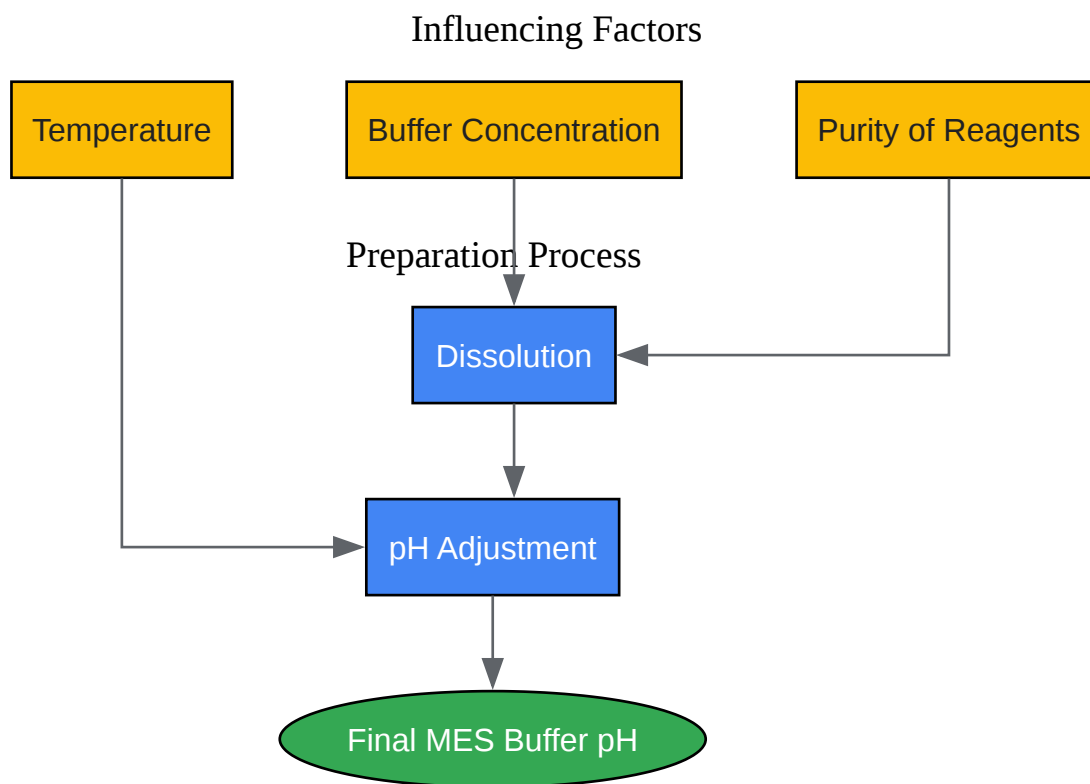 Influencing Factors
Temperature
Buffer Concentration
Purity of Reagents
Preparation Process
Dissolution
pH Adjustment
Final MES Buffer pH